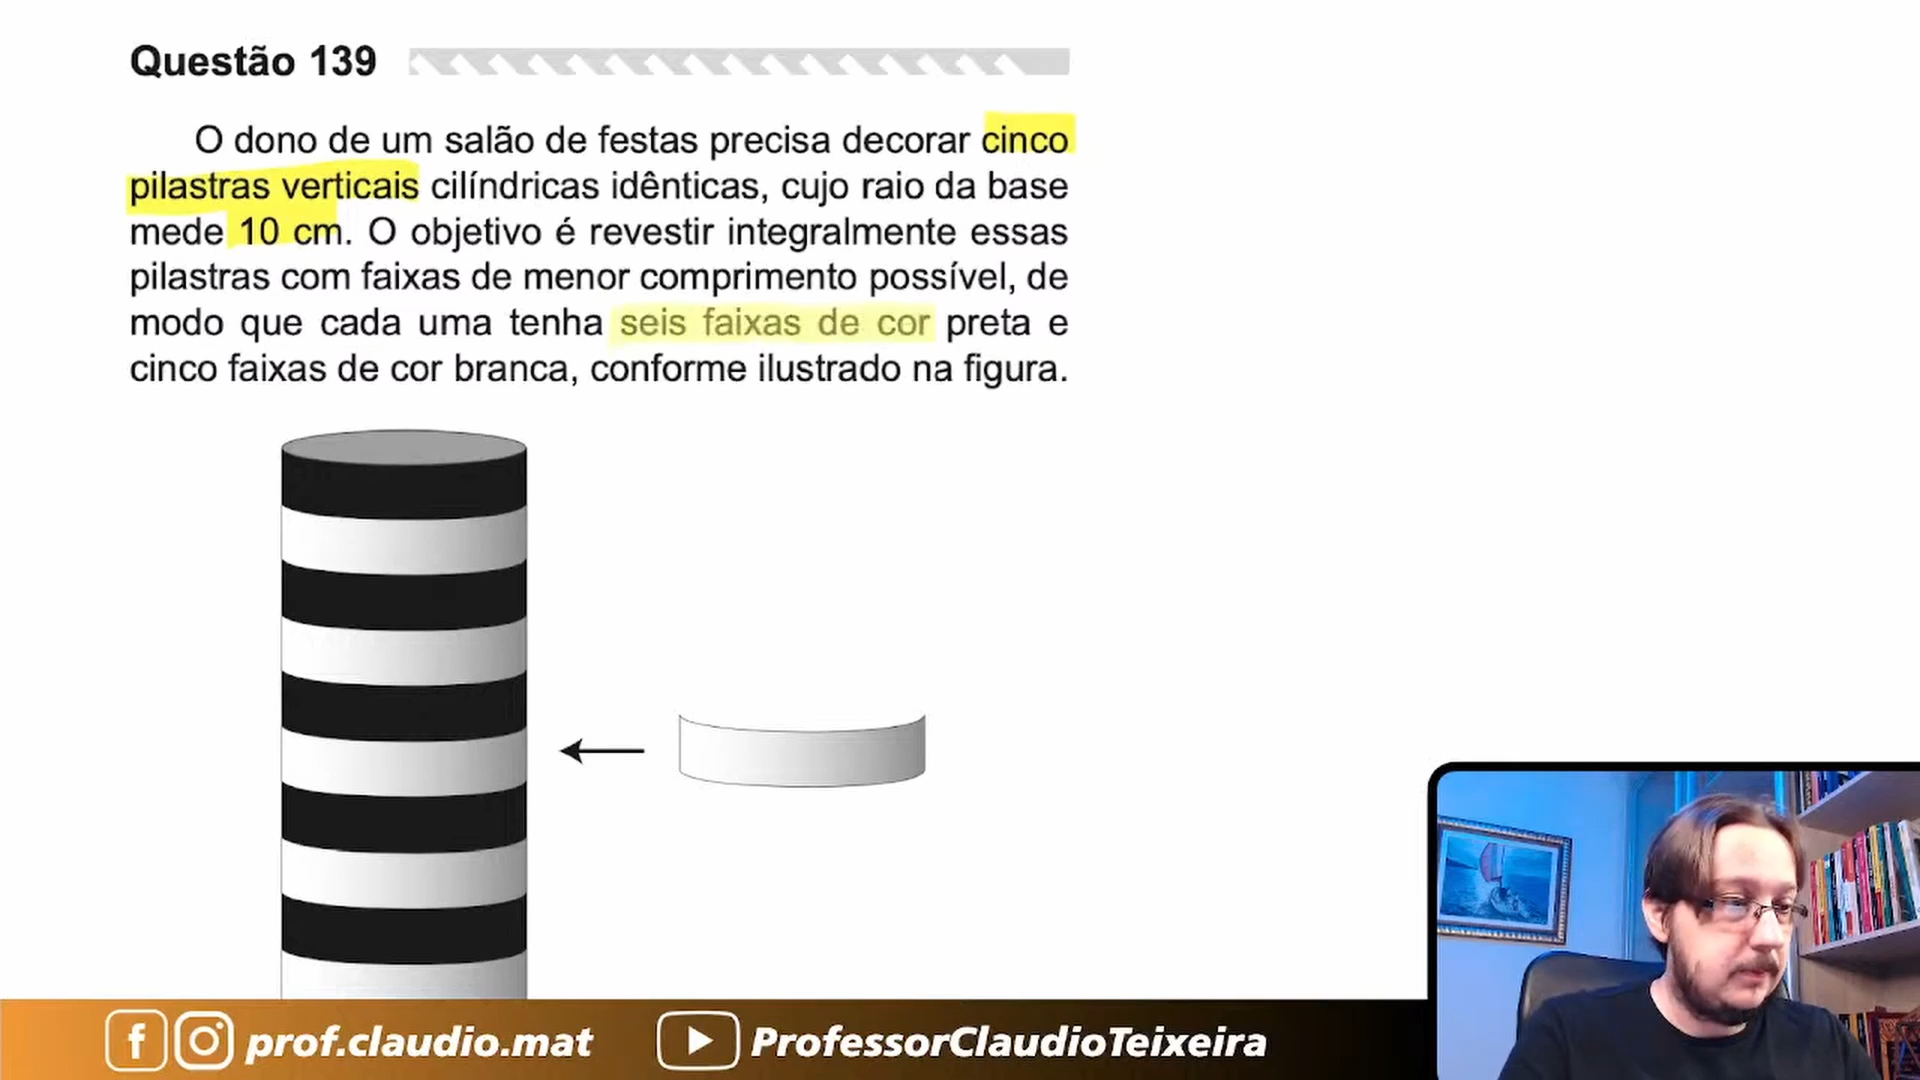 Questão 139
O dono de um salão de festas precisa decorar cinco
pilastras verticais cilíndricas idênticas, cujo raio da base
mede 10 cm. O objetivo é revestir integralmente essas
pilastras com faixas de menor comprimento possível, de
modo que cada uma tenha seis faixas de cor preta e
cinco faixas de cor branca, conforme ilustrado na figura.
prof.claudio.mat ProfessorClaudioTeixeira